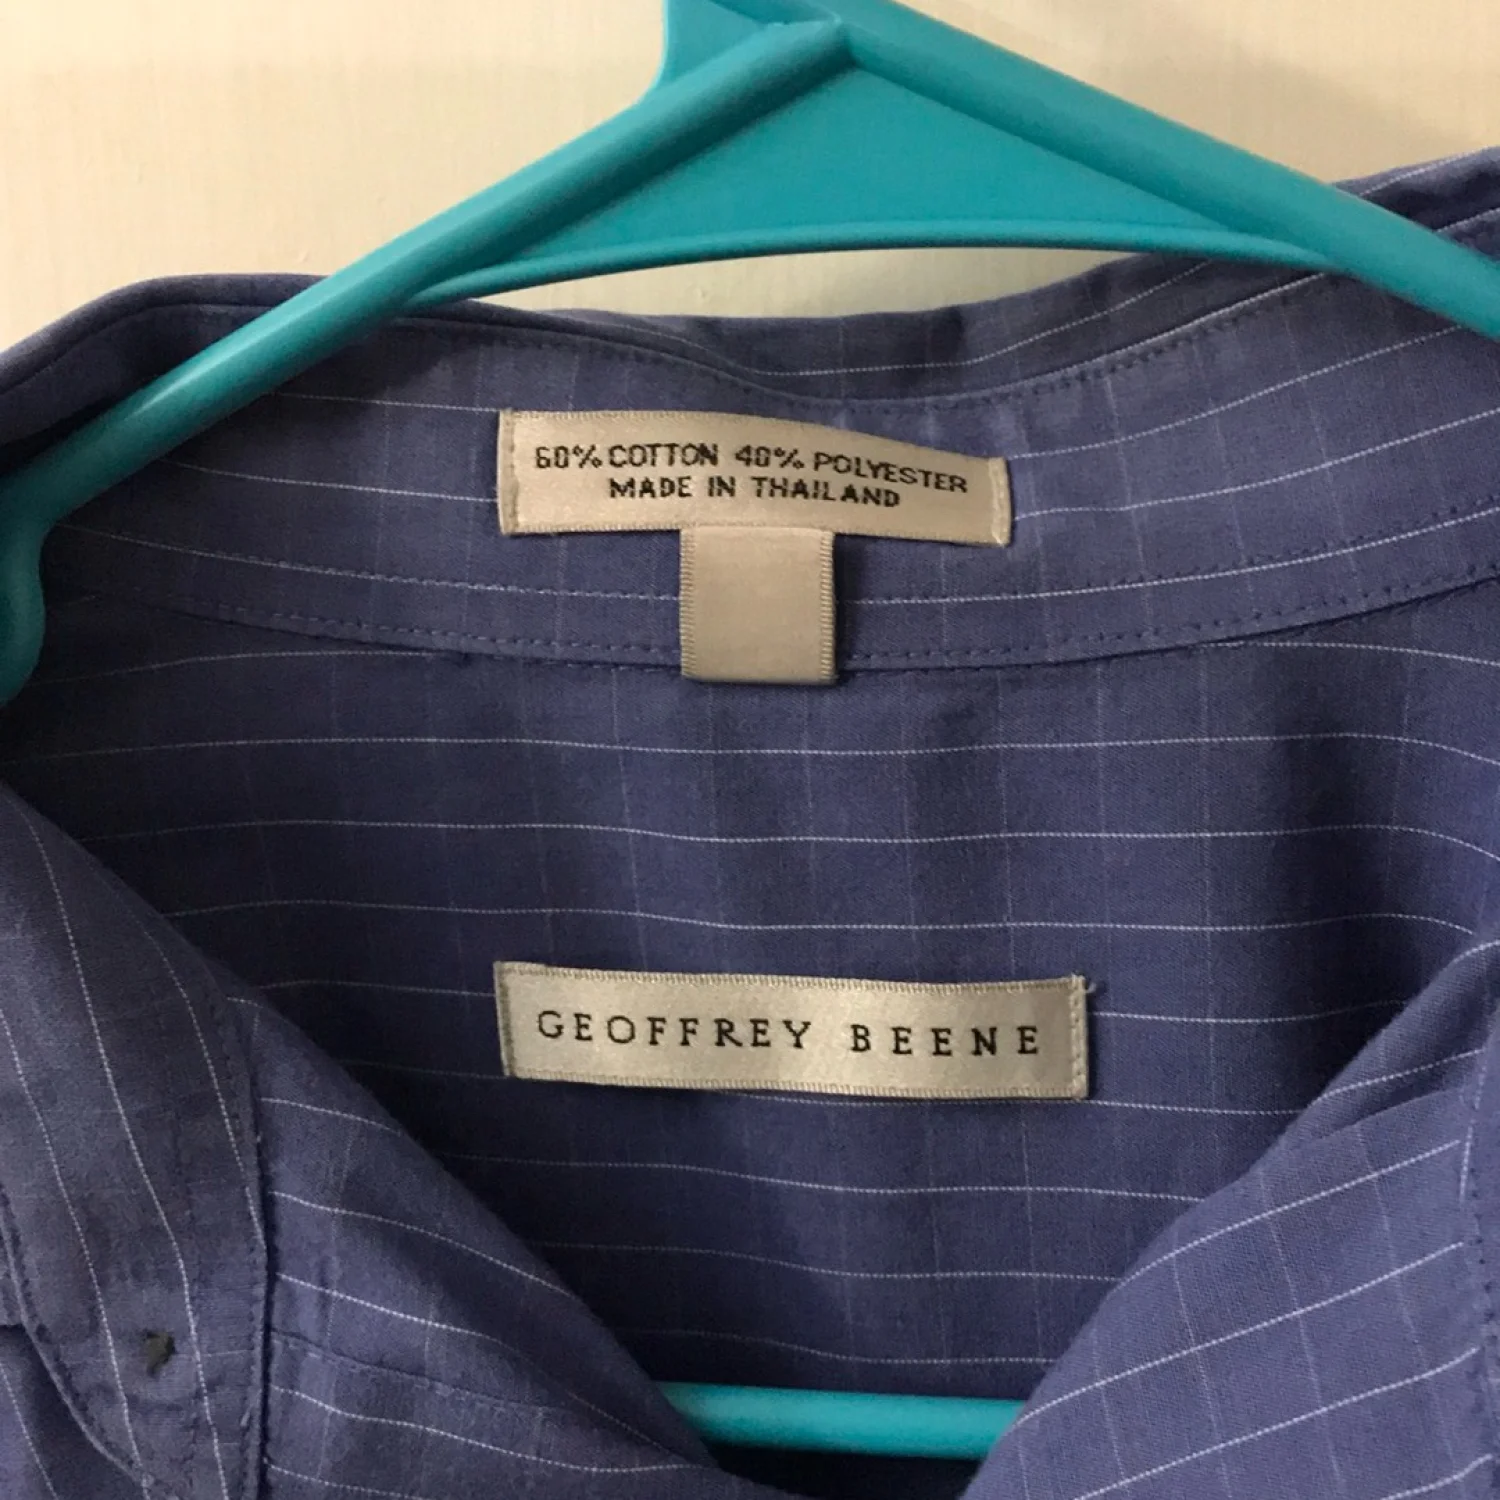 60% COTTON 40% POLYESTER
MADE IN THAILAND
GEOFFREY BEENE